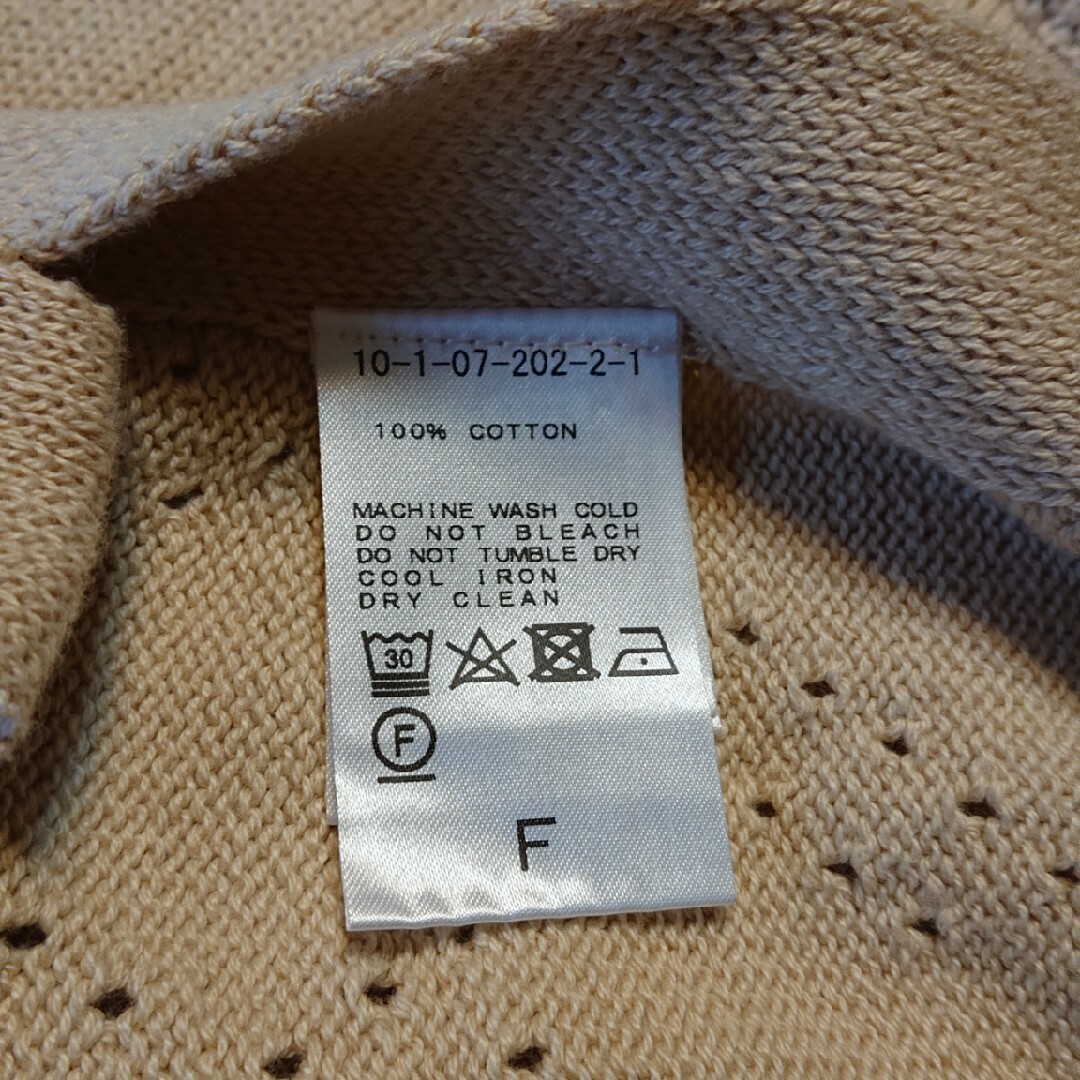 10-1-07-202-2-1
100% COTTON
MACHINE WASH COLD
DO NOT BLEACH
DO NOT TUMBLE DRY
COOL IRON
DRY CLEAN
30
F
F